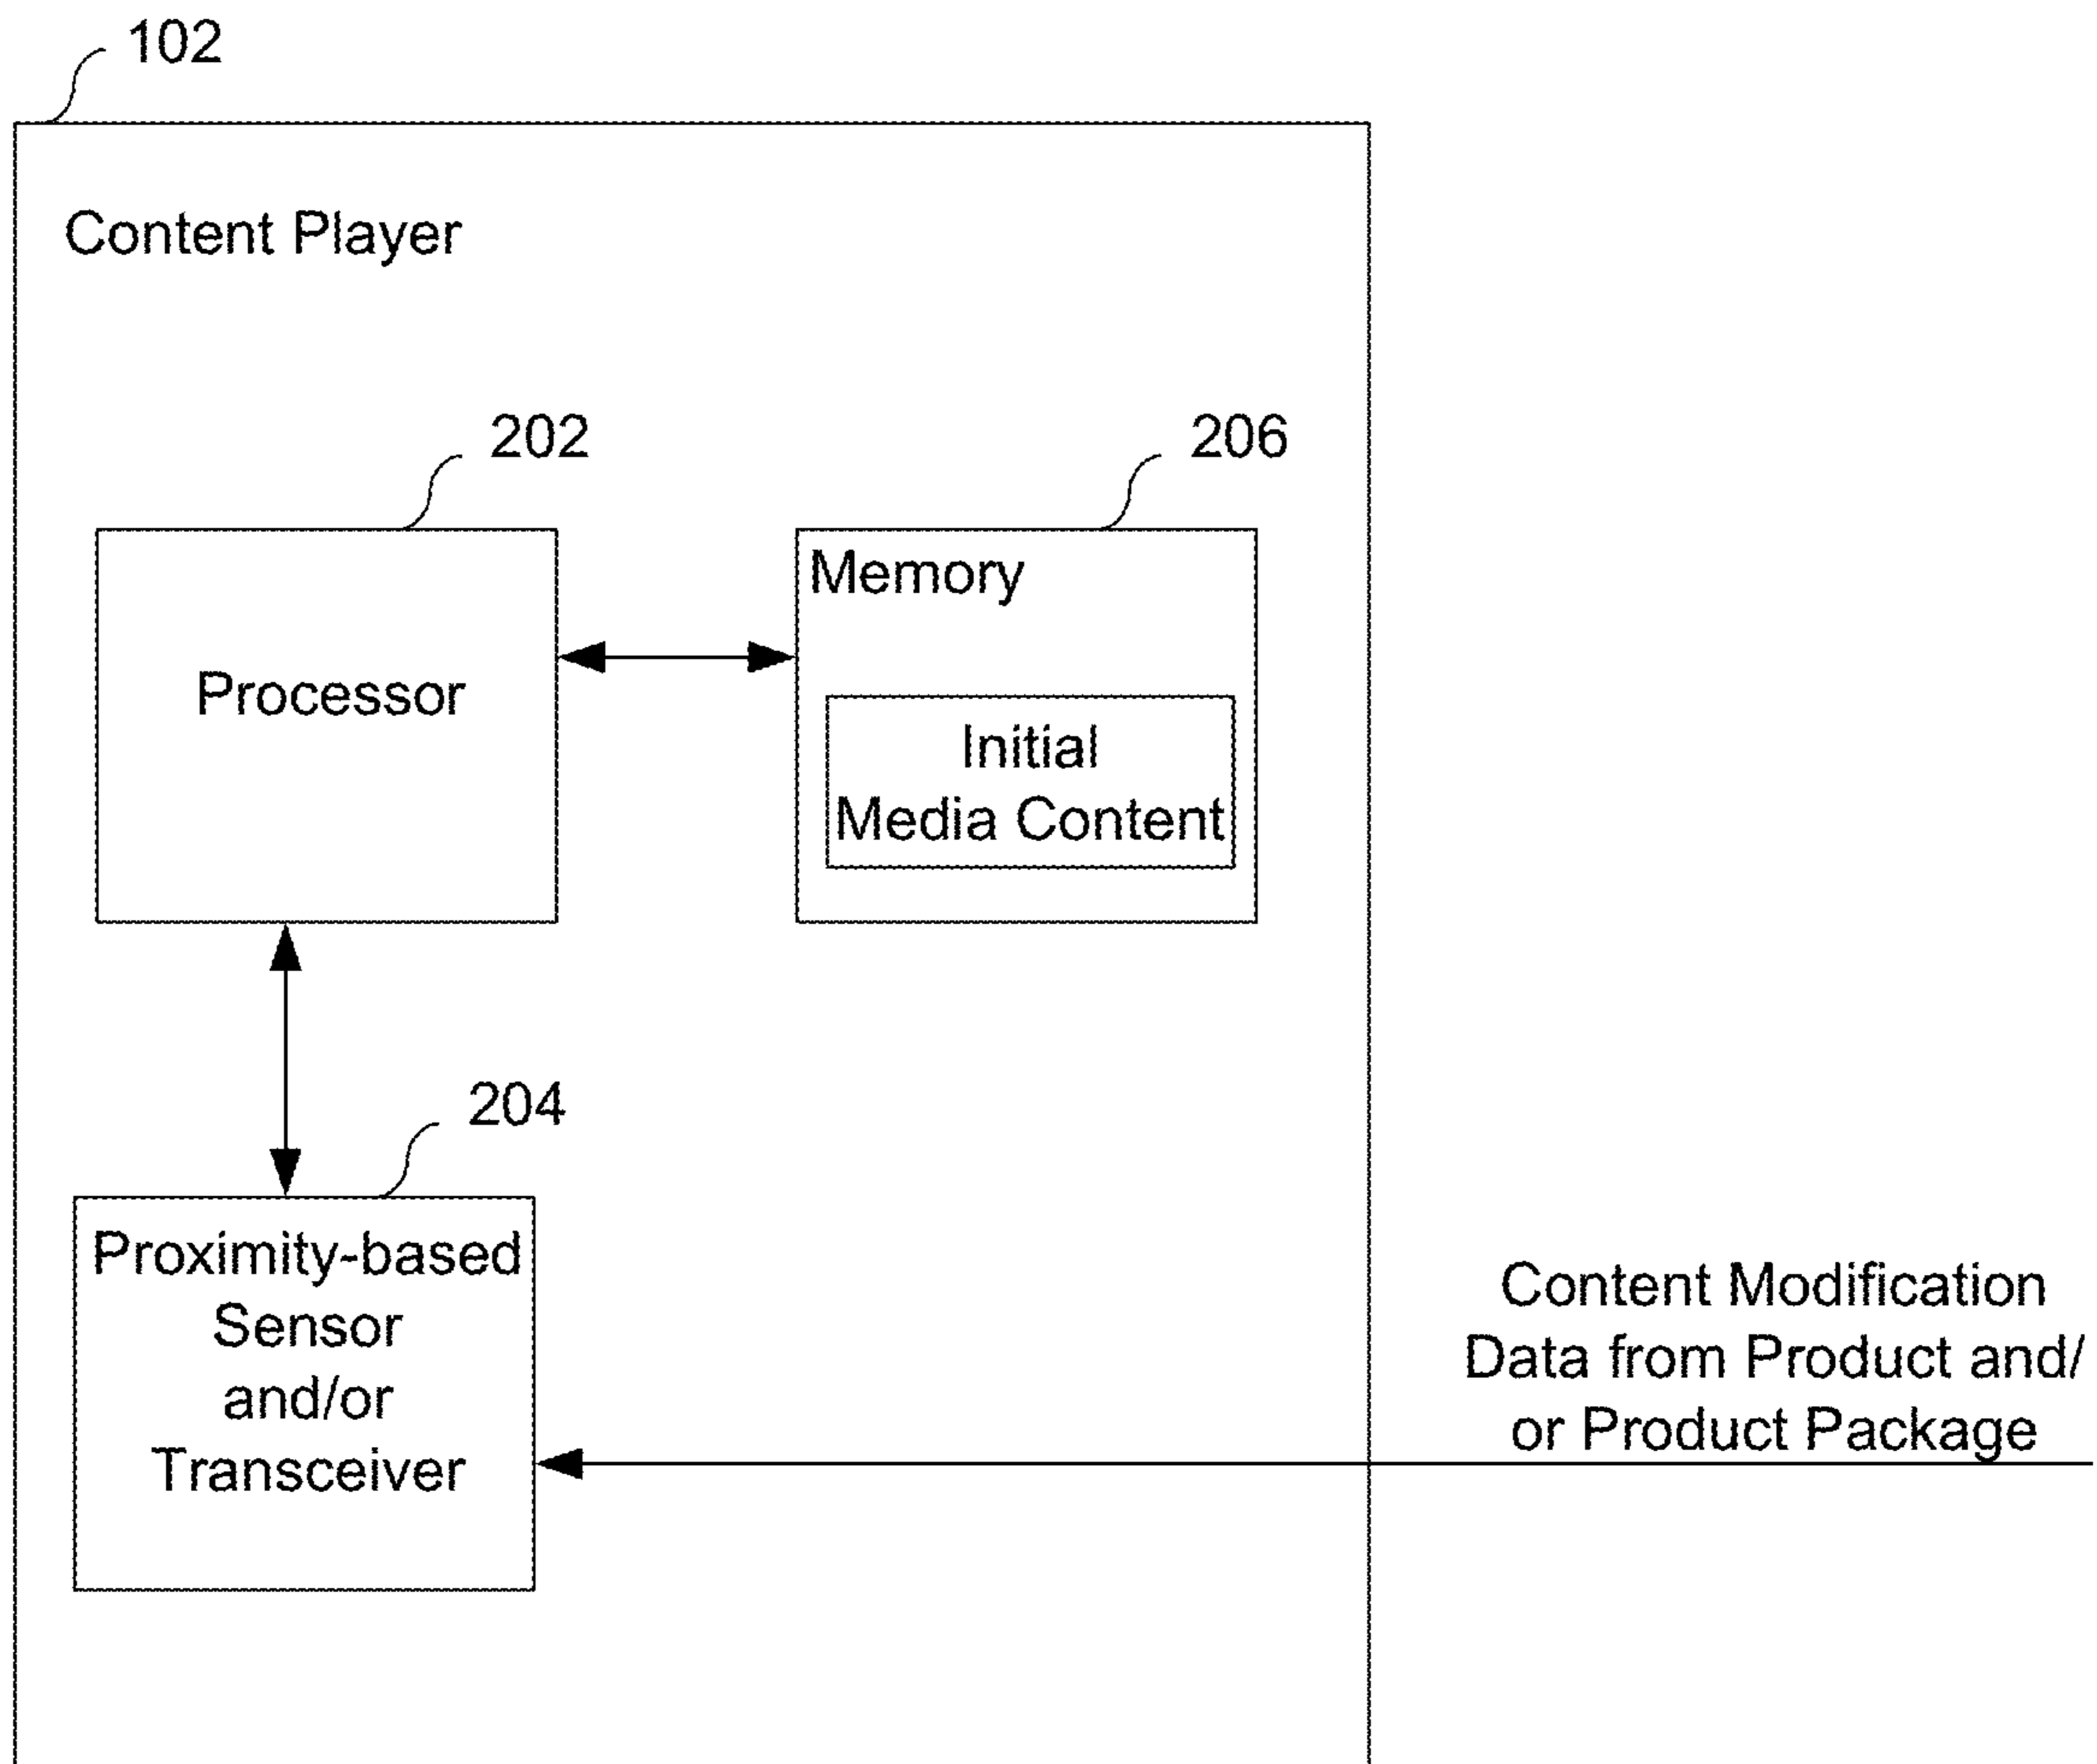 102
Content Player
202
206
Processor
Memory
Initial
Media Content
204
Proximity-based
Sensor
and/or
Transceiver
Content Modification
Data from Product and/
or Product Package